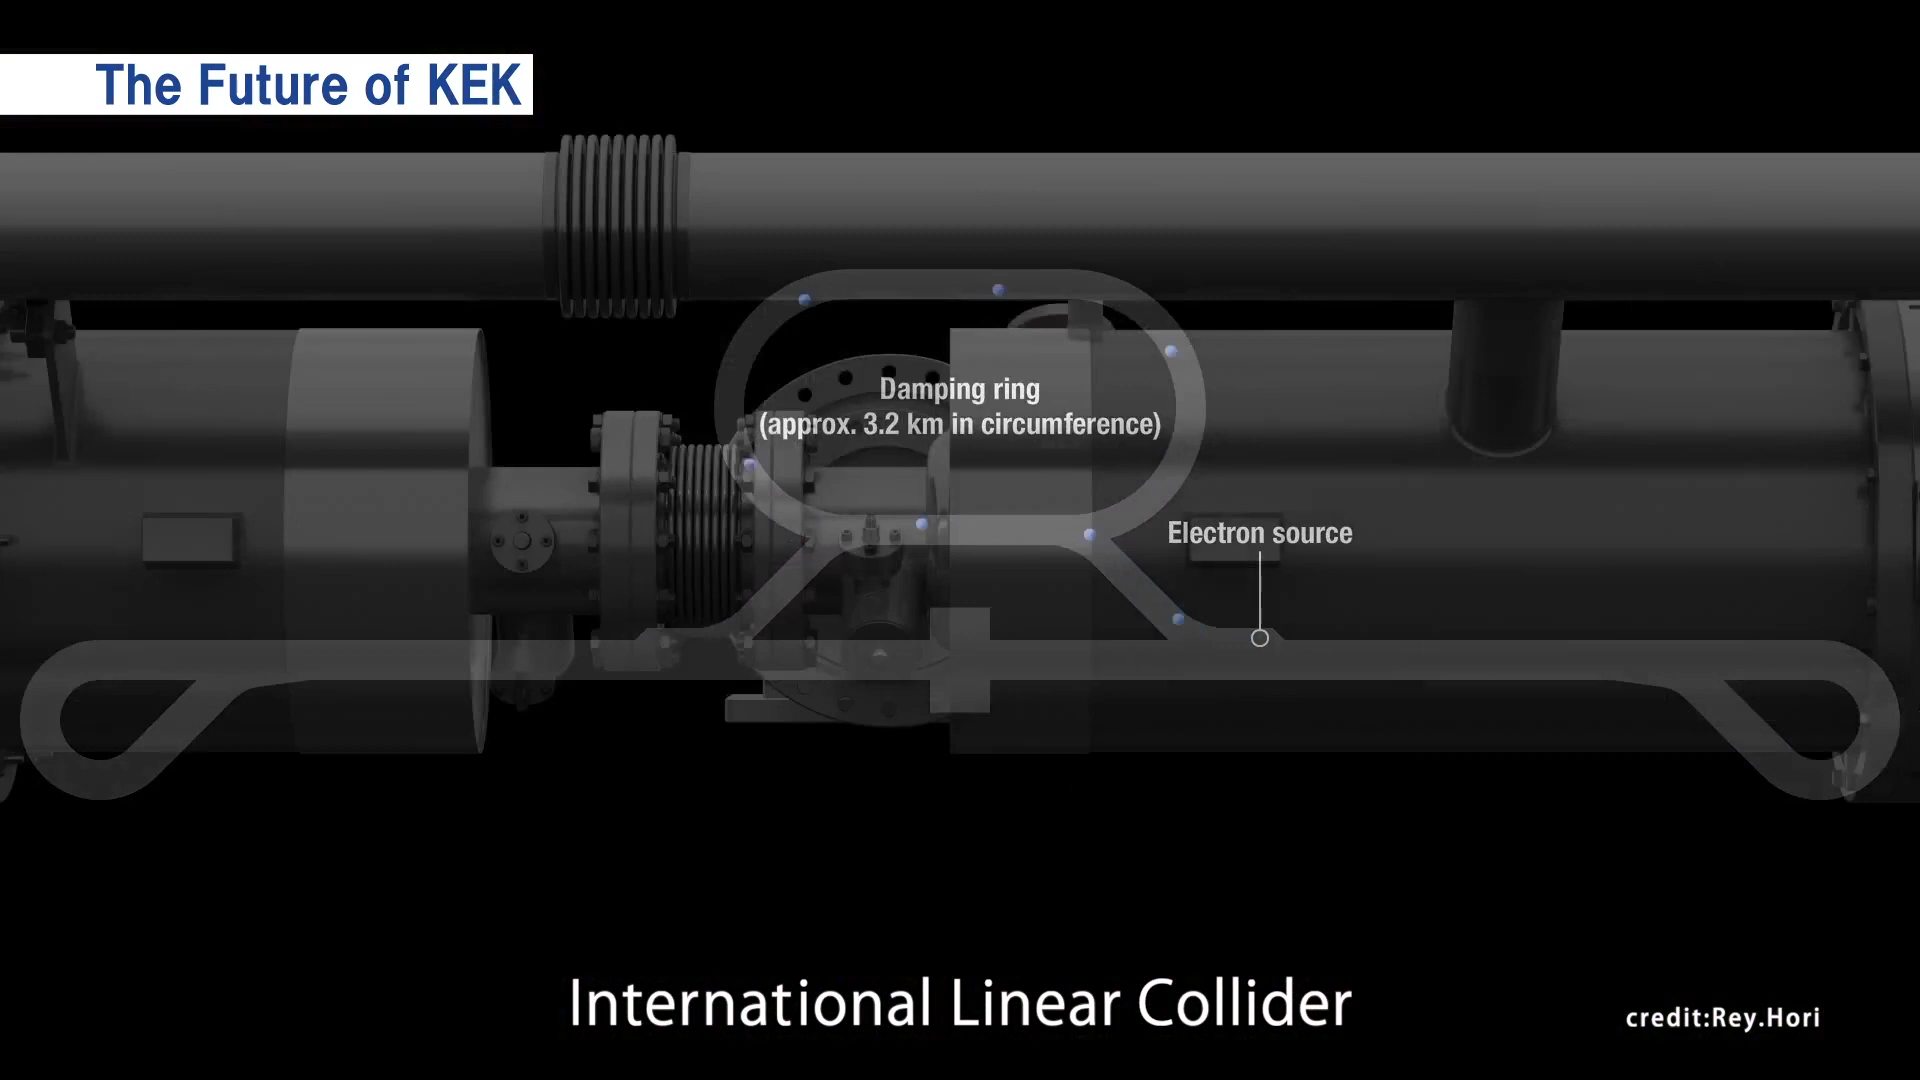 The Future of KEK
Damping ring
(approx. 3.2 km in circumference)
Electron source
International Linear Collider
credit:Rey.Hori